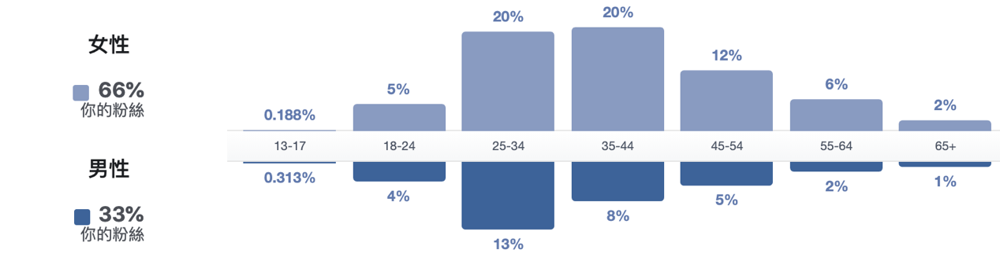 女性
66%
你的粉絲
0.188% 5% 20% 20% 12% 6% 2%
13-17 18-24 25-34 35-44 45-54 55-64 65+
男性
33%
你的粉絲
0.313% 4% 13% 8% 5% 2% 1%